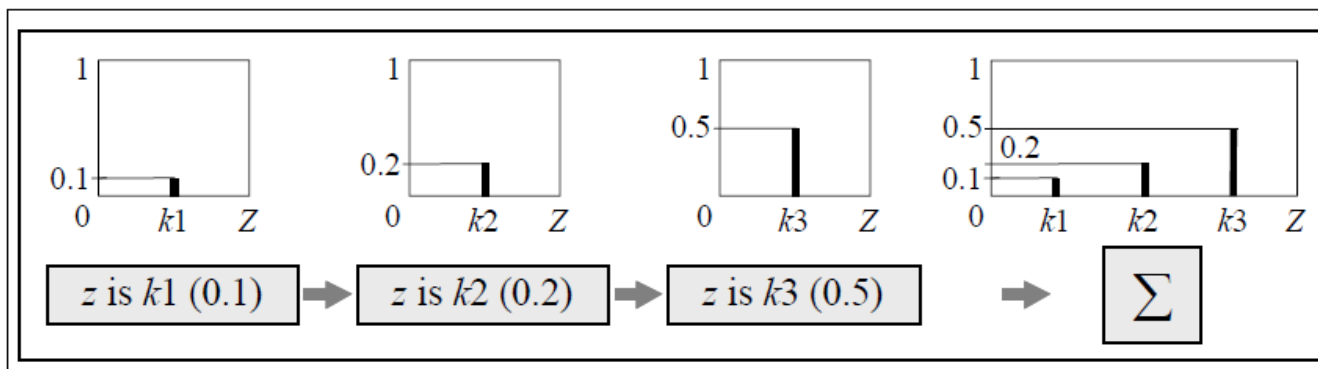 1 1 1 1
0.5 0.5
0.2 0.2
0.1 0.1
0 k1 Z 0 k2 Z 0 k3 Z 0 k1 k2 k3 Z
z is k1 (0.1) z is k2 (0.2) z is k3 (0.5) ∑